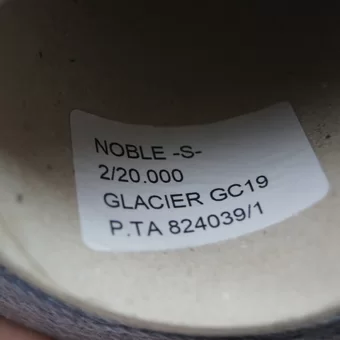 NOBLE -S-
2/20.000
GLACIER GC19
P.TA 824039/1